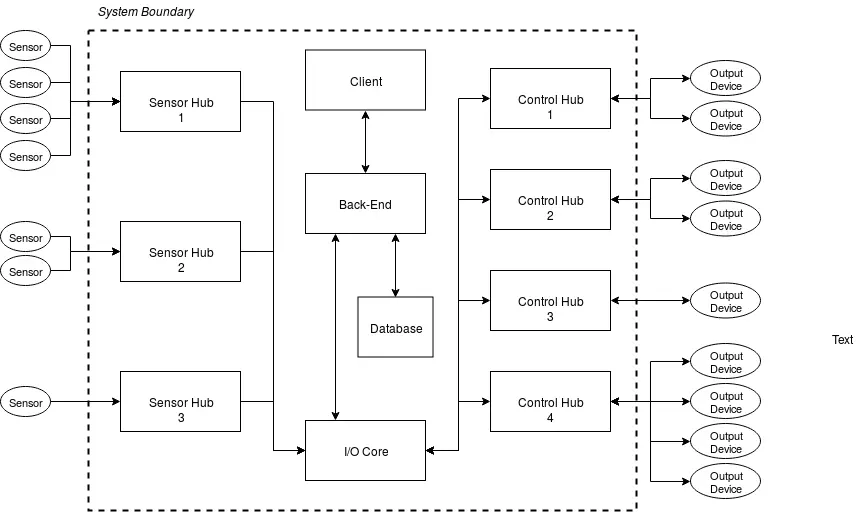 System Boundary
Sensor
Sensor
Sensor
Sensor
Sensor
Sensor
Sensor
Sensor Hub
1
Sensor Hub
2
Sensor Hub
3
Client
Back-End
Database
I/O Core
Control Hub
1
Control Hub
2
Control Hub
3
Control Hub
4
Output
Device
Output
Device
Output
Device
Output
Device
Output
Device
Output
Device
Output
Device
Output
Device
Output
Device
Text